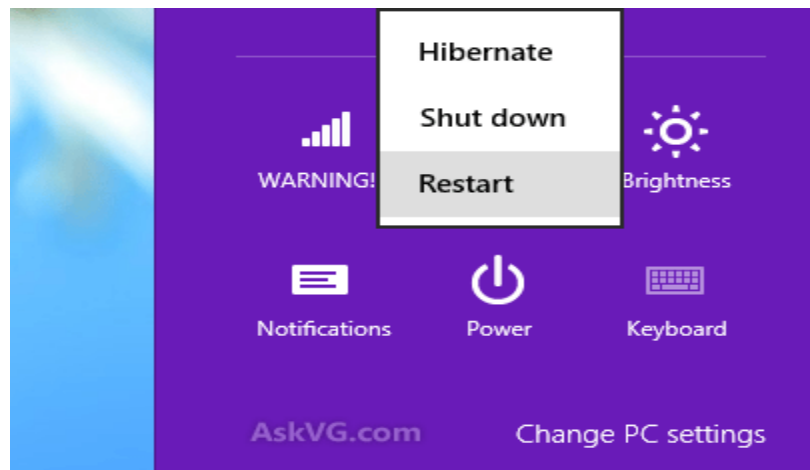 Hibernate
Shut down
Restart
WARNING!
Brightness
Notifications
Power
Keyboard
AskVG.com
Change PC settings